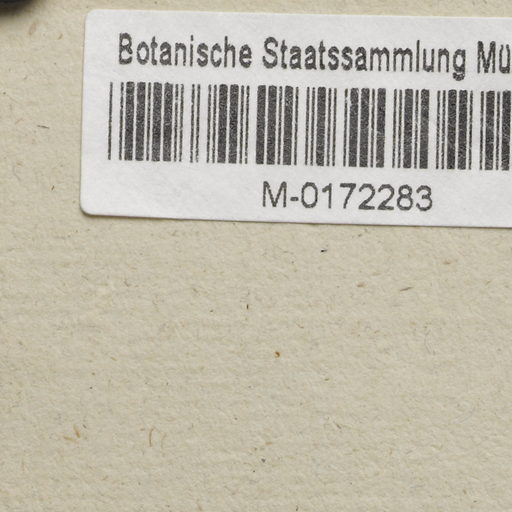 Botanische Staatssammlung Mü
M-0172283